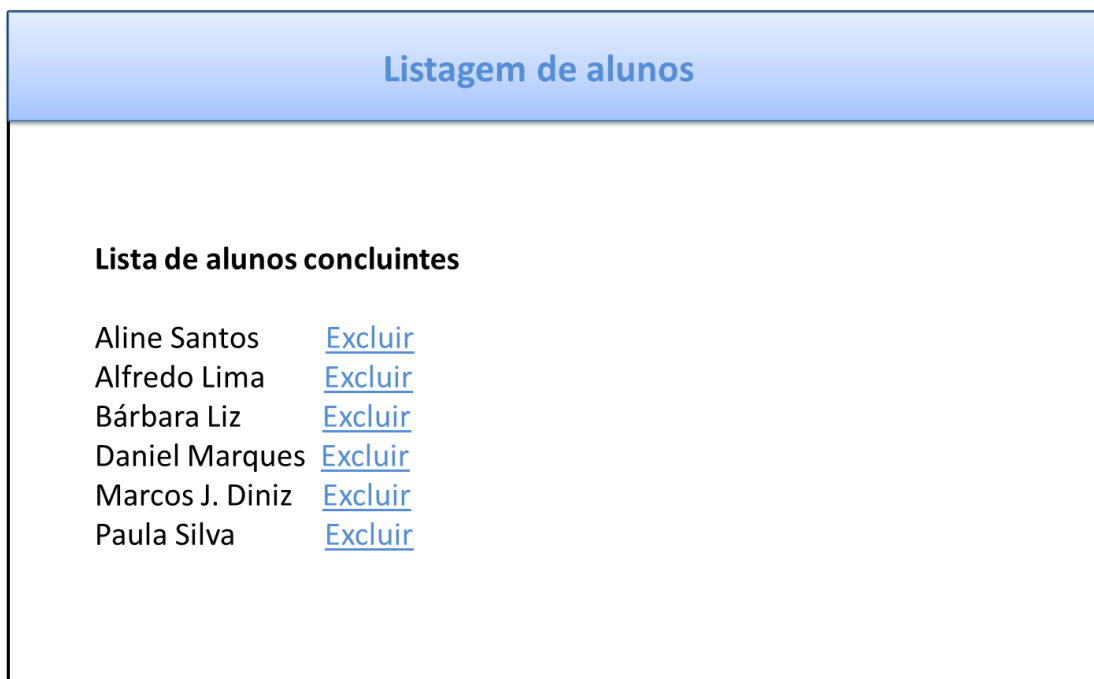 Listagem de alunos
Lista de alunos concluintes
Aline Santos Excluir
Alfredo Lima Excluir
Bárbara Liz Excluir
Daniel Marques Excluir
Marcos J. Diniz Excluir
Paula Silva Excluir